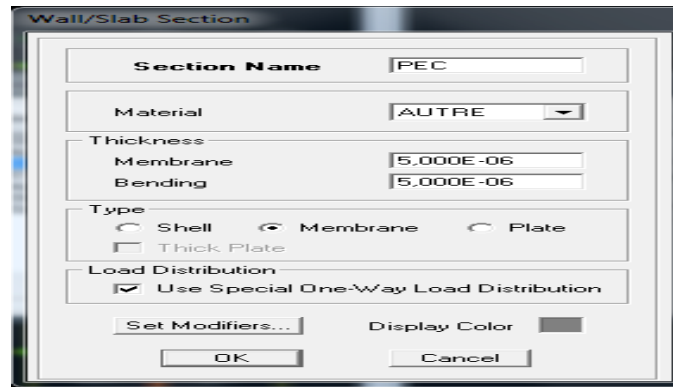 Wall/Slab Section
Section Name PEC
Material AUTRE
Thickness
Membrane 5,000E-06
Bending 5,000E-06
Type
Shell Membrane Plate
Thick Plate
Load Distribution
Use Special One-Way Load Distribution
Set Modifiers... Display Color
OK Cancel